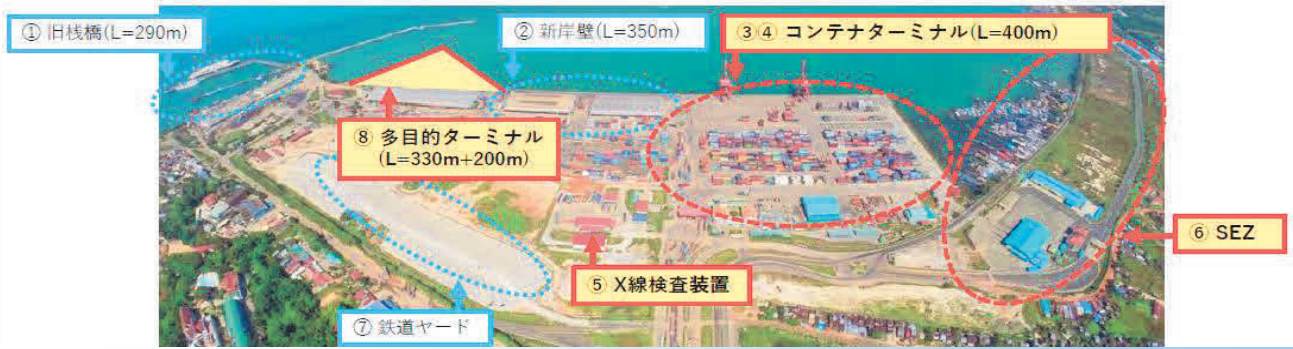 ① 旧桟橋(L=290m)
② 新岸壁(L=350m)
③④ コンテナターミナル(L=400m)
⑧ 多目的ターミナル
(L=330m+200m)
⑥ SEZ
⑤ X線検査装置
⑦ 鉄道ヤード